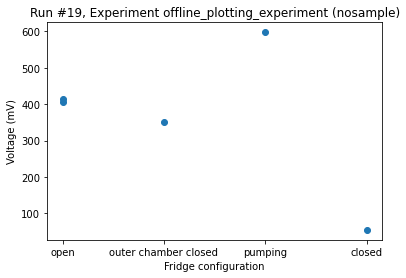 Run #19, Experiment offline_plotting_experiment (nosample)
600
500
400
300
200
100
Voltage (mV)
open
outer chamber closed
pumping
closed
Fridge configuration